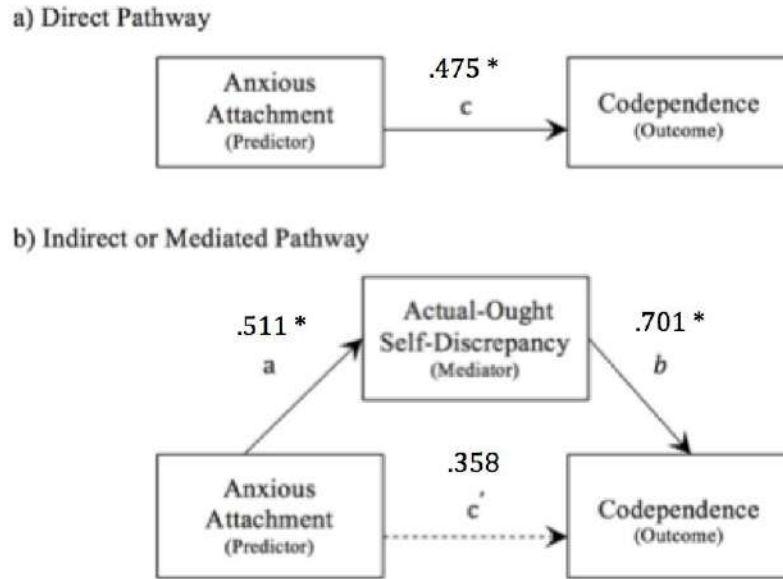 a) Direct Pathway
Anxious
Attachment
(Predictor)
.475 *
c
Codependence
(Outcome)
b) Indirect or Mediated Pathway
.511 *
a
Actual-Ought
Self-Discrepancy
(Mediator)
.701 *
b
Anxious
Attachment
(Predictor)
.358
c'
Codependence
(Outcome)